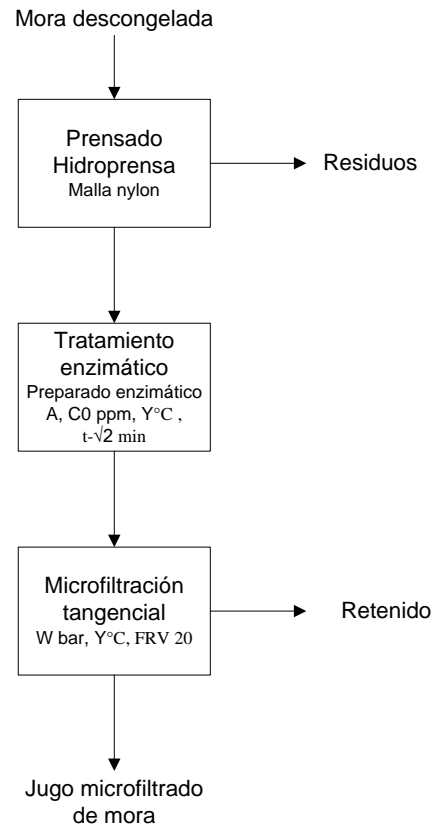 Mora descongelada
Prensado
Hidroprensa
Malla nylon
Residuos
Tratamiento
enzimático
Preparado enzimático
A, C0 ppm, Y°C ,
t-√2 min
Microfiltración
tangencial
W bar, Y°C, FRV 20
Retenido
Jugo microfiltrado
de mora